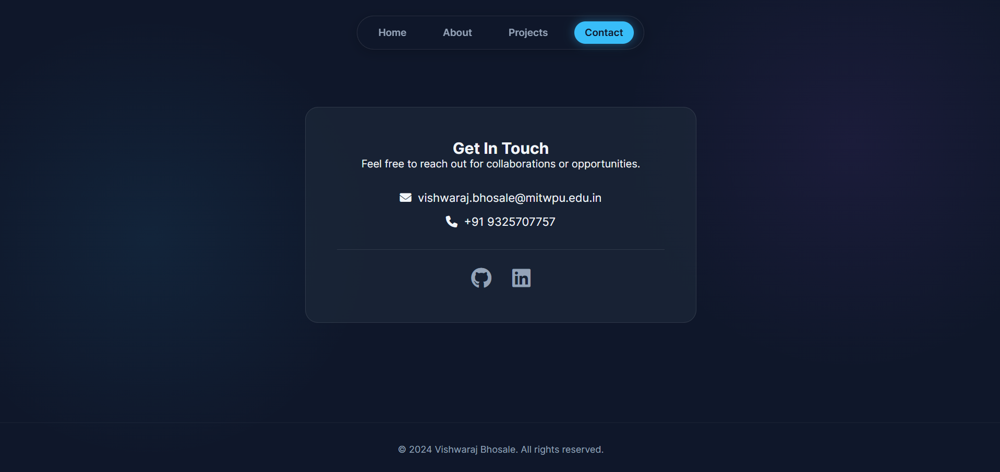 Home About Projects Contact
Get In Touch
Feel free to reach out for collaborations or opportunities.
vishwaraj.bhosale@mitwpu.edu.in
+91 9325707757
in
© 2024 Vishwaraj Bhosale. All rights reserved.